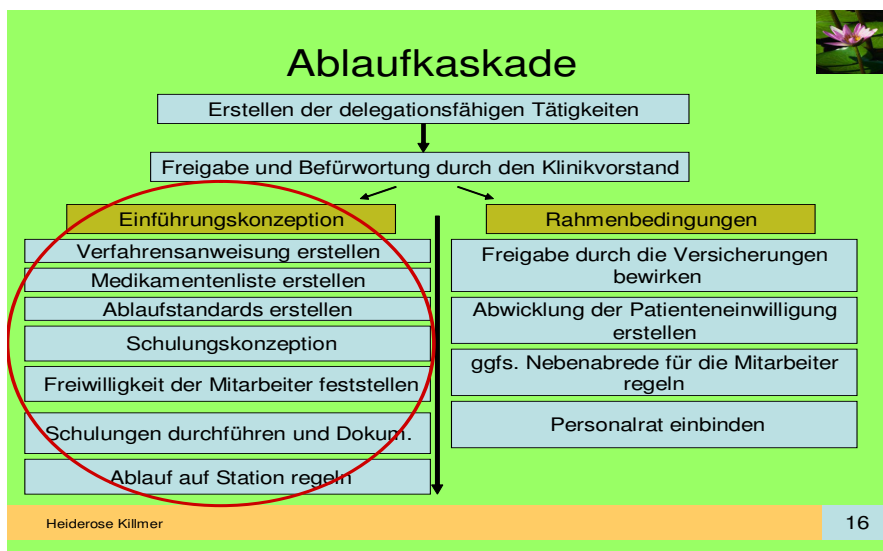 Ablaufkaskade
Erstellen der delegationsfähigen Tätigkeiten
Freigabe und Befürwortung durch den Klinikvorstand
Einführungskonzeption
Verfahrensanweisung erstellen
Medikamentenliste erstellen
Ablaufstandards erstellen
Schulungskonzeption
Freiwilligkeit der Mitarbeiter feststellen
Schulungen durchführen und Dokum.
Ablauf auf Station regeln
Rahmenbedingungen
Freigabe durch die Versicherungen
bewirken
Abwicklung der Patienteneinwilligung
erstellen
ggfs. Nebenabrede für die Mitarbeiter
regeln
Personalrat einbinden
Heiderose Killmer
16